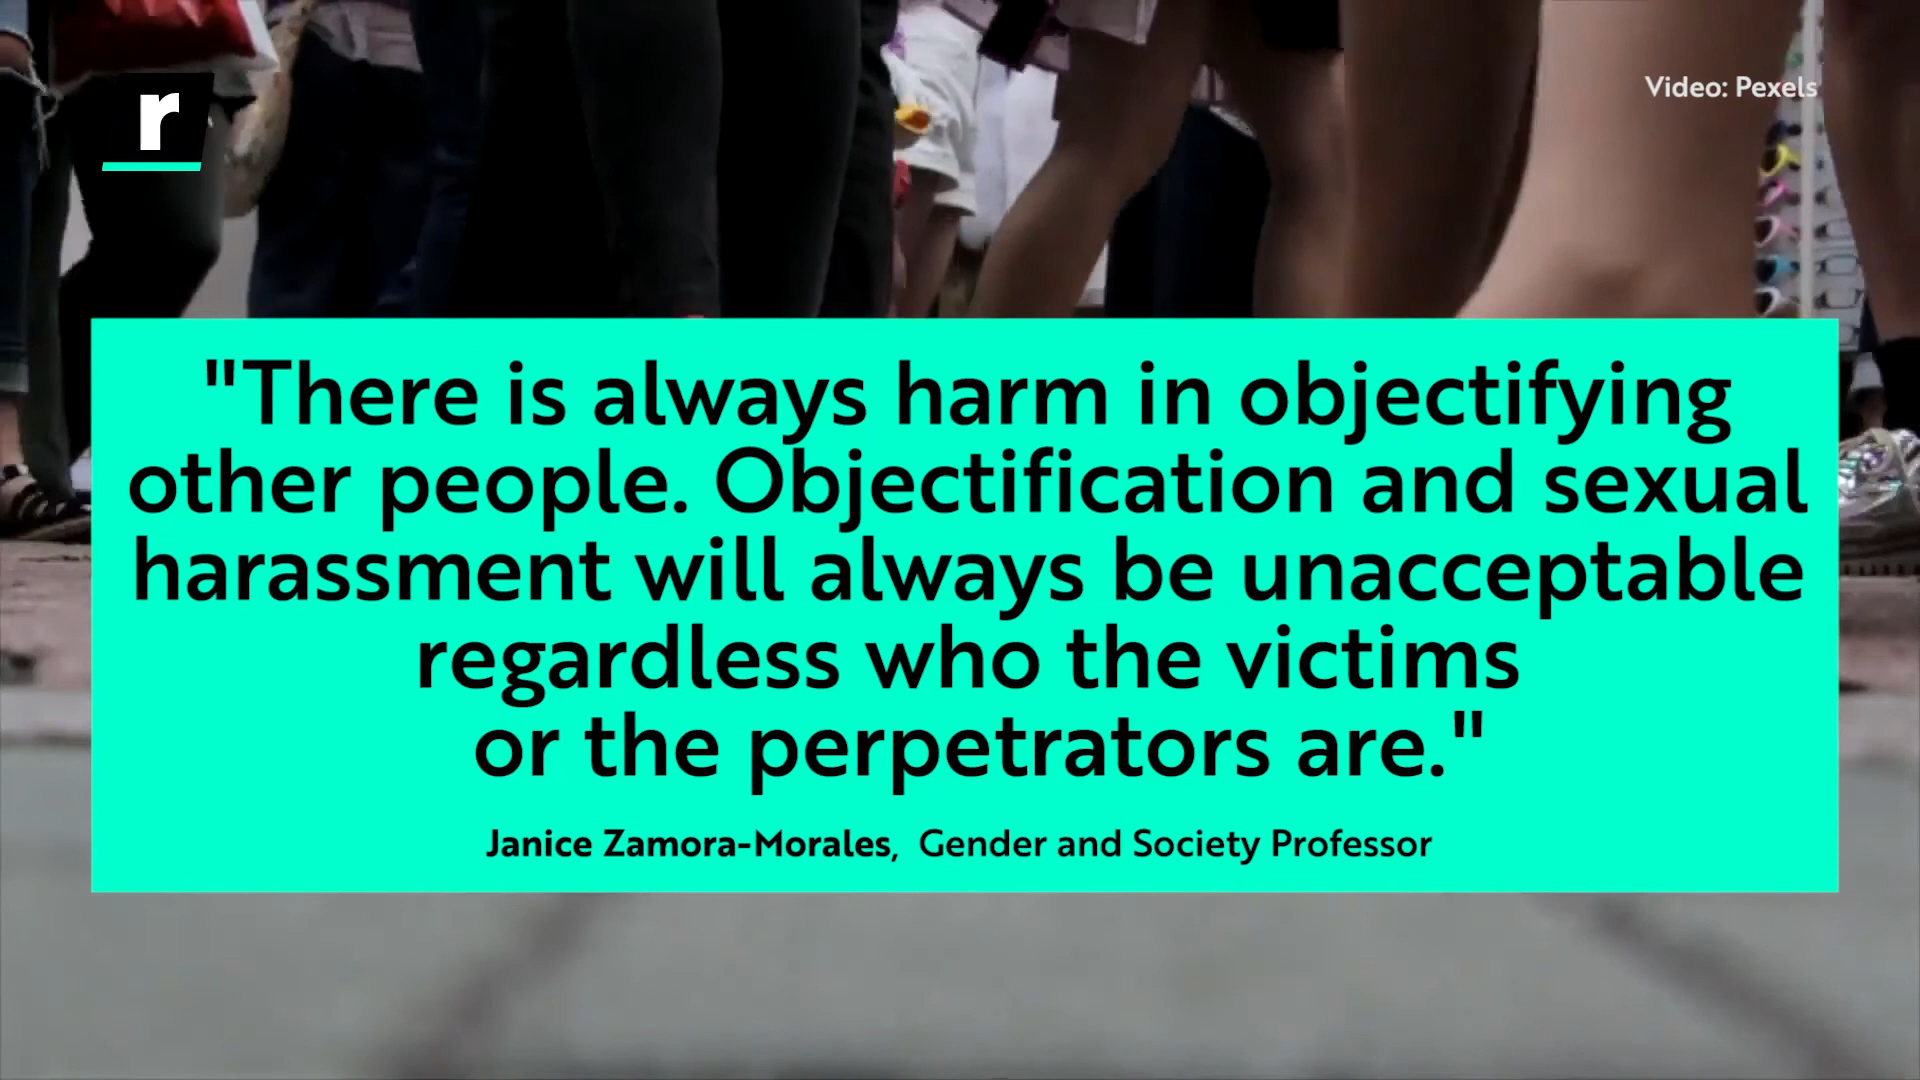 r
Video: Pexels
"There is always harm in objectifying
other people. Objectification and sexual
harassment will always be unacceptable
regardless who the victims
or the perpetrators are."
Janice Zamora-Morales, Gender and Society Professor